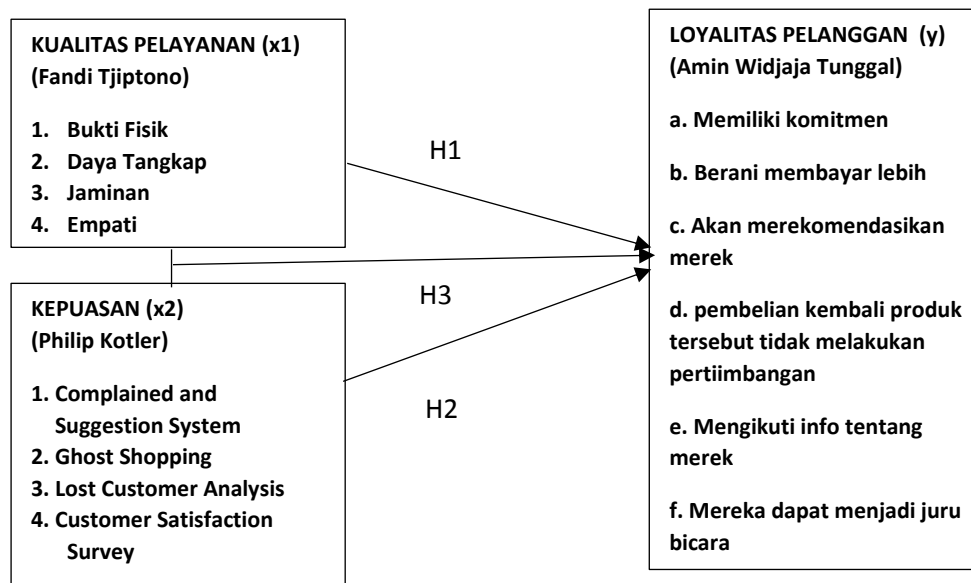 KUALITAS PELAYANAN (x1)
(Fandi Tjiptono)
1. Bukti Fisik
2. Daya Tangkap
3. Jaminan
4. Empati
KEPUASAN (x2)
(Philip Kotler)
1. Complained and
Suggestion System
2. Ghost Shopping
3. Lost Customer Analysis
4. Customer Satisfaction
Survey
H1
H3
H2
LOYALITAS PELANGGAN (y)
(Amin Widjaja Tunggal)
a. Memiliki komitmen
b. Berani membayar lebih
c. Akan merekomendasikan
merek
d. pembelian kembali produk
tersebut tidak melakukan
pertiimbangan
e. Mengikuti info tentang
merek
f. Mereka dapat menjadi juru
bicara